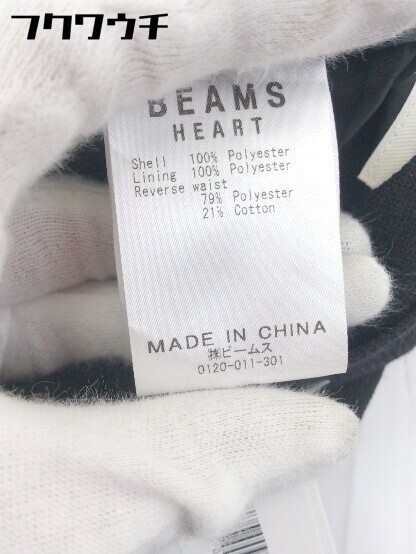 フクワウチ
BEAMS
HEART
Shell 100% Polyester
Lining 100% Polyester
Reverse waist
79% Polyester
21% Cotton
MADE IN CHINA
㈱ビームス
0120-011-301